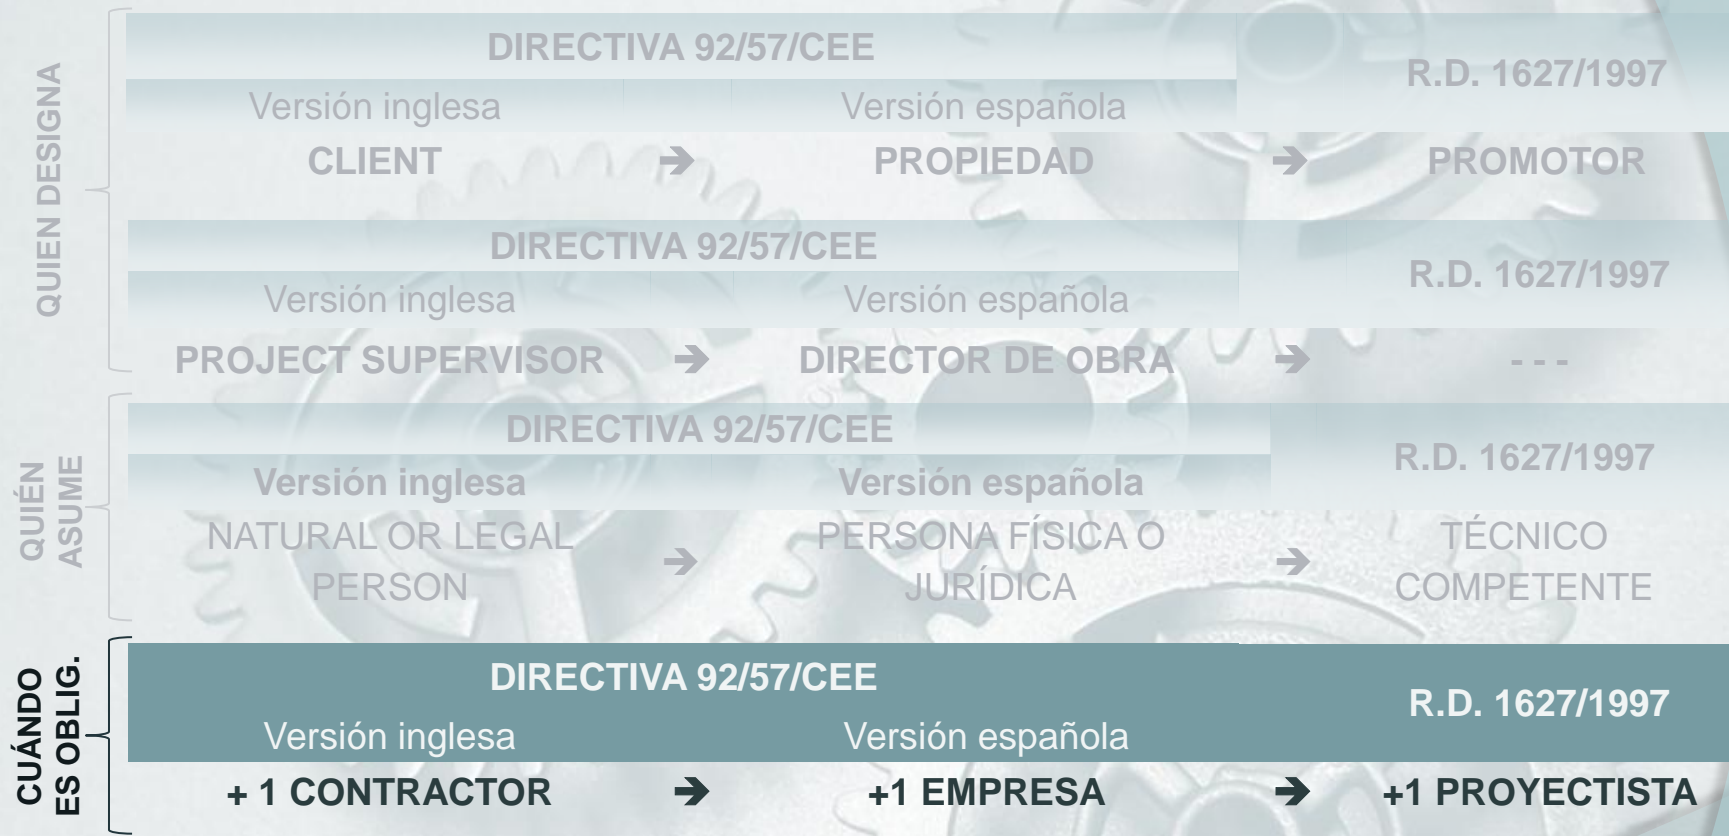 QUIEN DESIGNA
DIRECTIVA 92/57/CEE
R.D. 1627/1997
Versión inglesa
Versión española
CLIENT ➔ PROPIEDAD ➔ PROMOTOR
DIRECTIVA 92/57/CEE
R.D. 1627/1997
Versión inglesa
Versión española
PROJECT SUPERVISOR ➔ DIRECTOR DE OBRA ➔ - - -
QUIÉN
ASUME
DIRECTIVA 92/57/CEE
R.D. 1627/1997
Versión inglesa
Versión española
NATURAL OR LEGAL
PERSON
➔
PERSONA FÍSICA O
JURÍDICA
➔
TÉCNICO
COMPETENTE
CUÁNDO
ES OBLIG.
DIRECTIVA 92/57/CEE
R.D. 1627/1997
Versión inglesa
Versión española
+ 1 CONTRACTOR ➔ +1 EMPRESA ➔ +1 PROYECTISTA